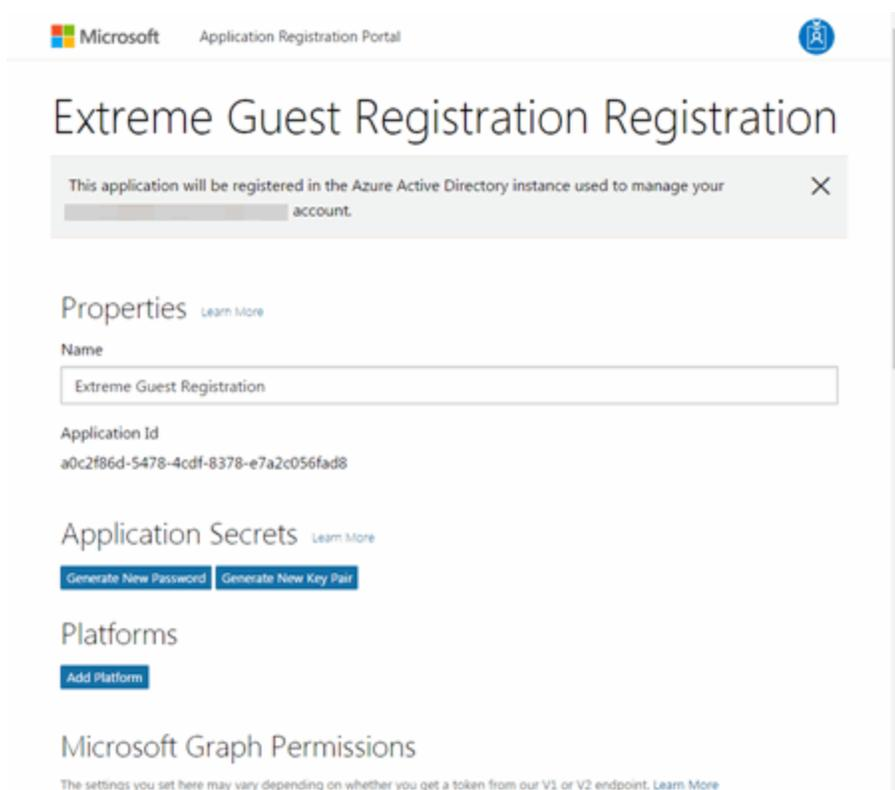 Microsoft Application Registration Portal
Extreme Guest Registration Registration
This application will be registered in the Azure Active Directory instance used to manage your
account.
Properties Learn More
Name
Extreme Guest Registration
Application Id
a0c2f86d-5478-4cdf-8378-e7a2c056fad8
Application Secrets Learn More
Generate New Password Generate New Key Pair
Platforms
Add Platform
Microsoft Graph Permissions
The settings you set here may vary depending on whether you get a token from our V1 or V2 endpoint. Learn More